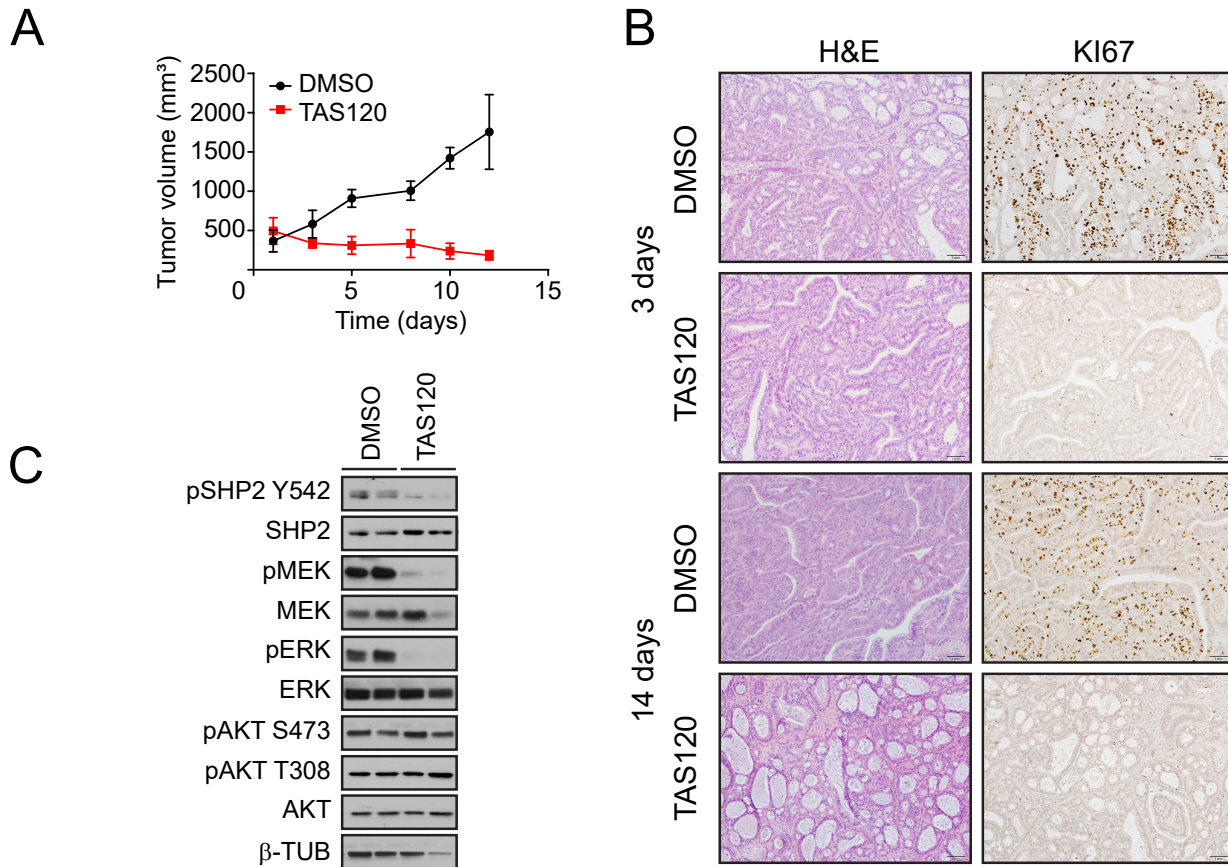 A
Tumor volume (mm³)
2500
2000
1500
1000
500
0
5
10
15
Time (days)
DMSO
TAS120
B
H&E
KI67
3 days
DMSO
TAS120
14 days
DMSO
TAS120
C
DMSO
TAS120
pSHP2 Y542
SHP2
pMEK
MEK
pERK
ERK
pAKT S473
pAKT T308
AKT
β-TUB